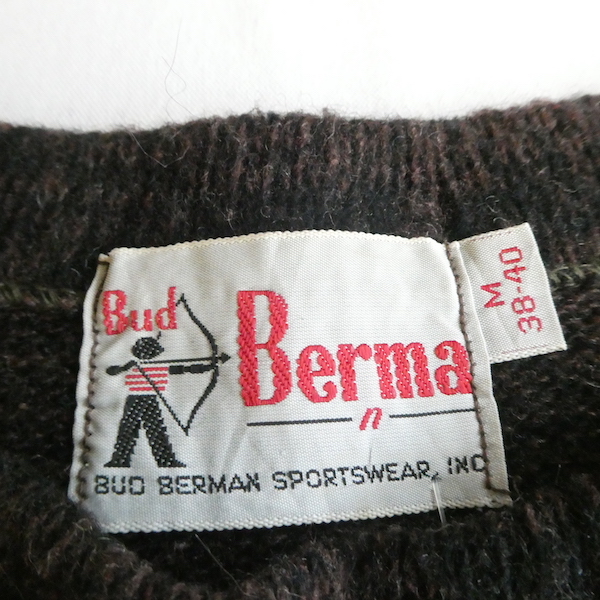 Bud
Berma
n
BUD BERMAN SPORTSWEAR, INC
M
38-40